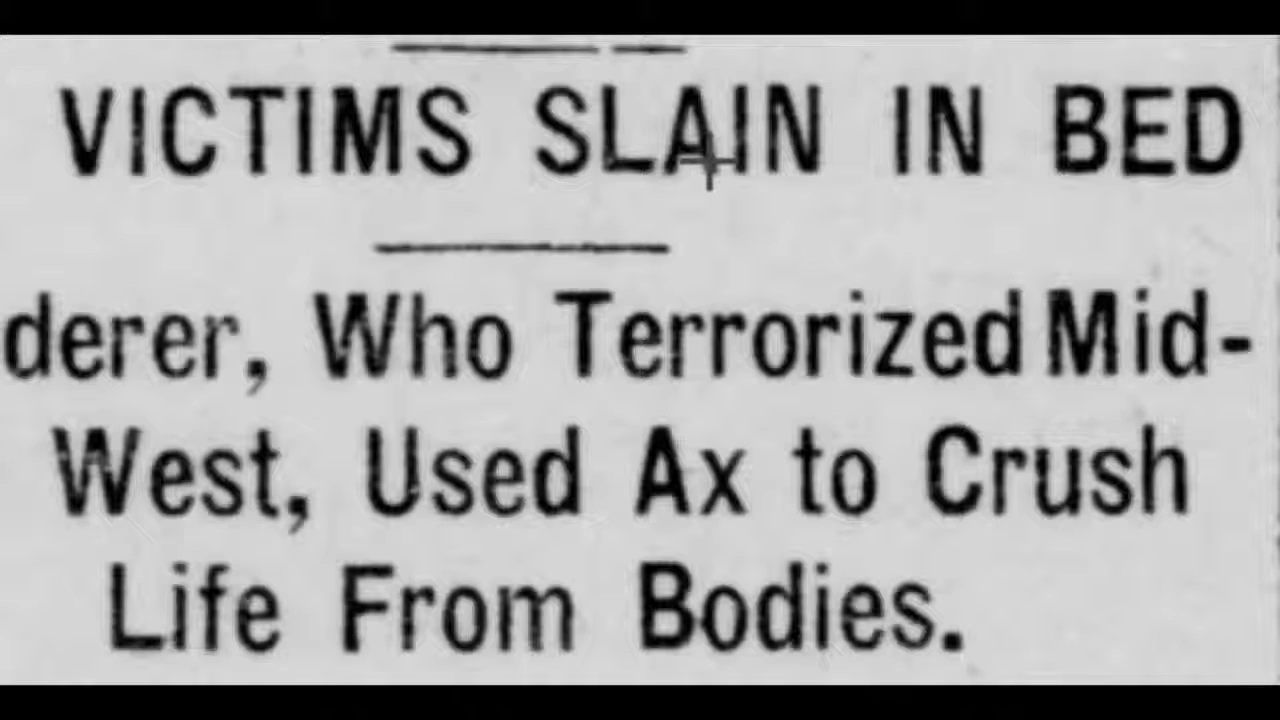 VICTIMS SLAIN IN BED
derer, Who Terrorized Mid-
West, Used Ax to Crush
Life From Bodies.